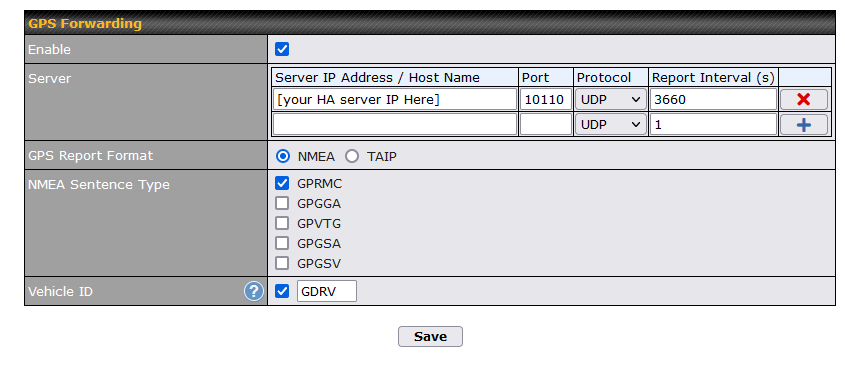 GPS Forwarding
Enable
Server
Server IP Address / Host Name Port Protocol Report Interval (s)
[your HA server IP Here] 10110 UDP 3660
UDP 1
GPS Report Format NMEA TAIP
NMEA Sentence Type GPRMC
GPGGA
GPVTG
GPGSA
GPGSV
Vehicle ID ? GDRV
Save